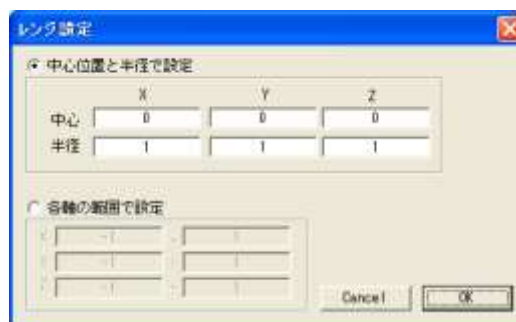 レンジ設定
中心位置と半径で設定
X Y Z
中心 0 0 0
半径 1 1 1
各軸の範囲で設定
Cancel OK